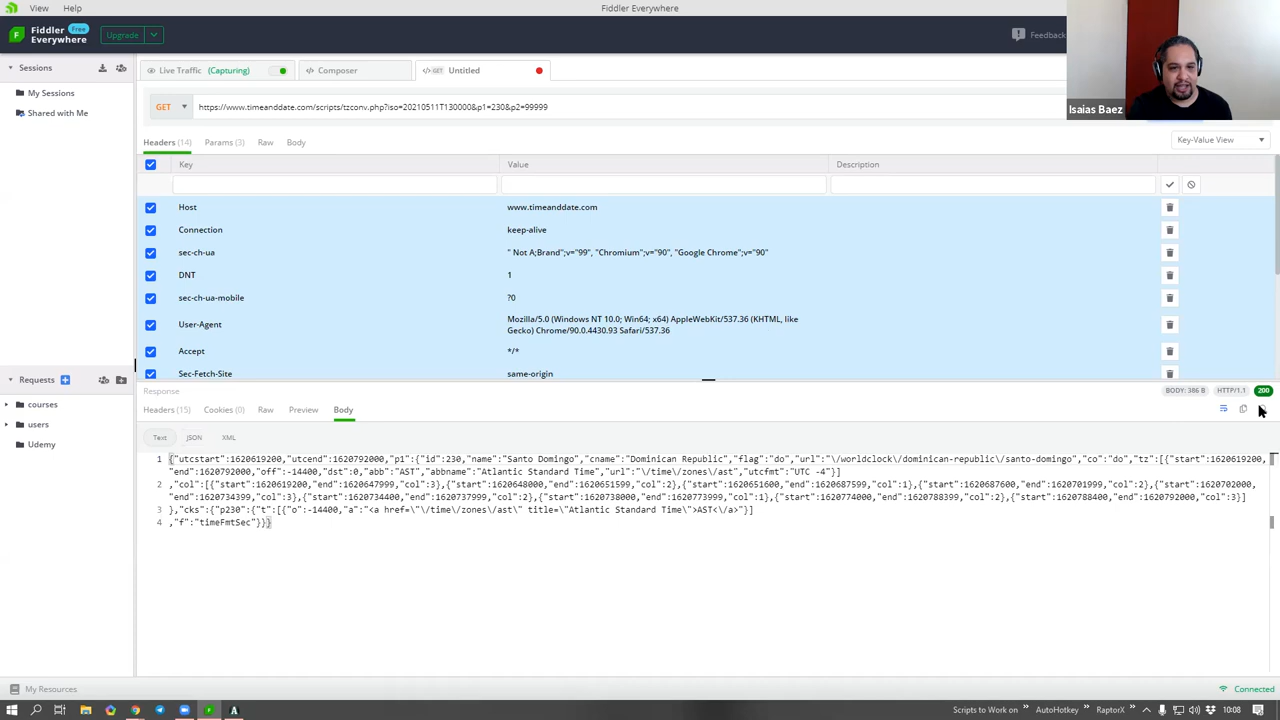 View Help
Fiddler Everywhere
Fiddler Everywhere Free
Upgrade
Feedback
Sessions
My Sessions
Shared with Me
Requests
courses
users
Udemy
Live Traffic (Capturing)
Composer
GET Untitled
GET https://www.timeanddate.com/scripts/tzconv.php?iso=20210511T130000&p1=230&p2=99999
Isaias Baez
Headers (14) Params (3) Raw Body
Key-Value View
Key Value Description
Host www.timeanddate.com
Connection keep-alive
sec-ch-ua " Not A;Brand";v="99", "Chromium";v="90", "Google Chrome";v="90"
DNT 1
sec-ch-ua-mobile ?0
User-Agent Mozilla/5.0 (Windows NT 10.0; Win64; x64) AppleWebKit/537.36 (KHTML, like
Gecko) Chrome/90.0.4430.93 Safari/537.36
Accept */*
Sec-Fetch-Site same-origin
Response
BODY: 386 B HTTP/1.1 200
Headers (15) Cookies (0) Raw Preview Body
Text JSON XML
1 {"utcstart":1620619200,"utcend":1620792000,"p1":{"id":230,"name":"Santo Domingo","cname":"Dominican Republic","flag":"do","url":"\/worldclock\/dominican-republic\/santo-domingo","co":"do","tz":[{"start":1620619200,
"end":1620792000,"off":-14400,"dst":0,"abb":"AST","abbname":"Atlantic Standard Time","url":"\/time\/zones\/ast","utcfmt":"UTC -4"}]
2 ,"col":[{"start":1620619200,"end":1620647999,"col":3},{"start":1620648000,"end":1620651599,"col":2},{"start":1620651600,"end":1620687599,"col":1},{"start":1620687600,"end":1620701999,"col":2},{"start":1620702000,
"end":1620734399,"col":3},{"start":1620734400,"end":1620737999,"col":2},{"start":1620738000,"end":1620773999,"col":1},{"start":1620774000,"end":1620788399,"col":2},{"start":1620788400,"end":1620792000,"col":3}]
3 },"cks":{"p230":{"t":[{"o":-14400,"a":"<a href=\"\/time\/zones\/ast\" title=\"Atlantic Standard Time\">AST<\/a>"}]
4 ,"f":"timeFmtSec"}}}
My Resources
Connected
Scripts to Work on
AutoHotkey
RaptorX
10:08